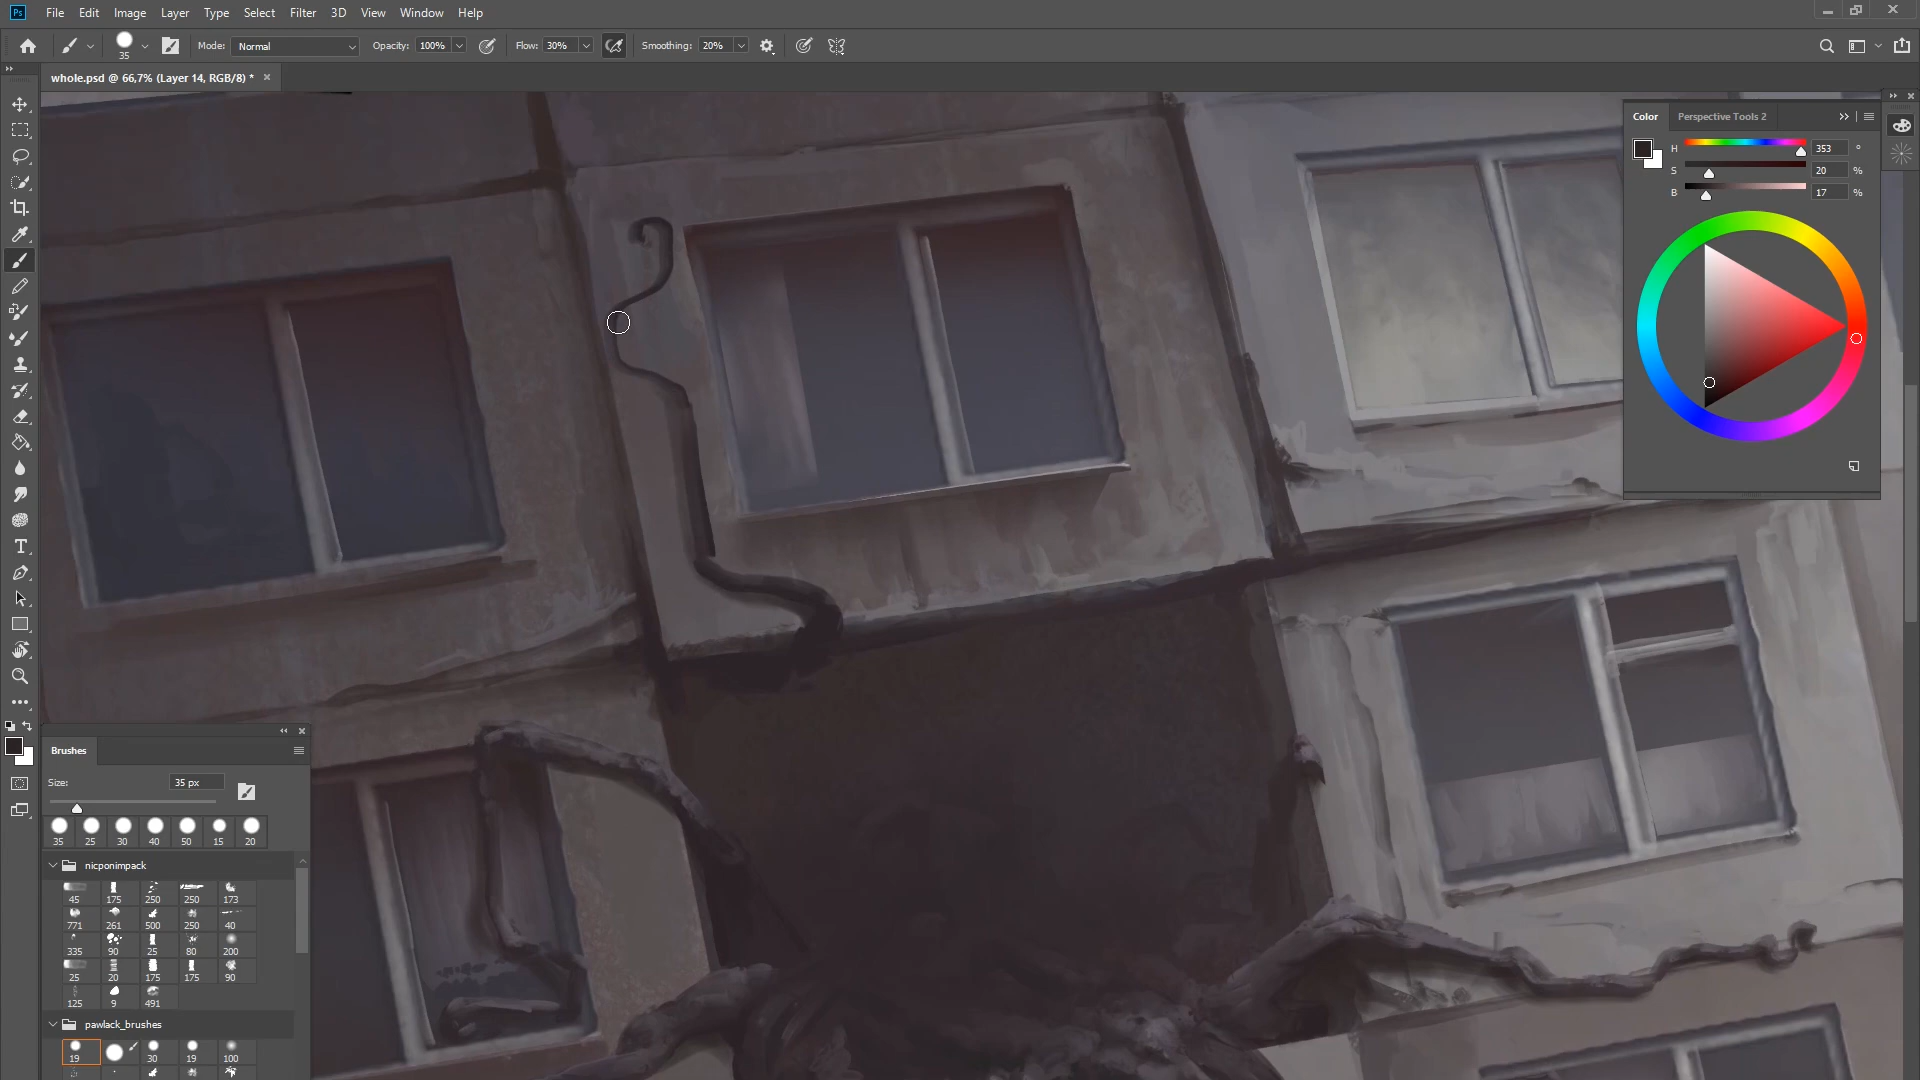 Ps File Edit Image Layer Type Select Filter 3D View Window Help
35 Mode: Normal Opacity: 100% Flow: 30% Smoothing: 20%
whole.psd @ 66,7% (Layer 14, RGB/8) *
Color Perspective Tools 2
H 353 °
S 20 %
B 17 %
Brushes
Size: 35 px
35 25 30 40 50 15 20
nicponimpack
45 175 250 250 173
771 261 500 250 40
335 90 25 80 200
25 20 175 175 90
125 9 491
pawlack_brushes
19 30 19 100